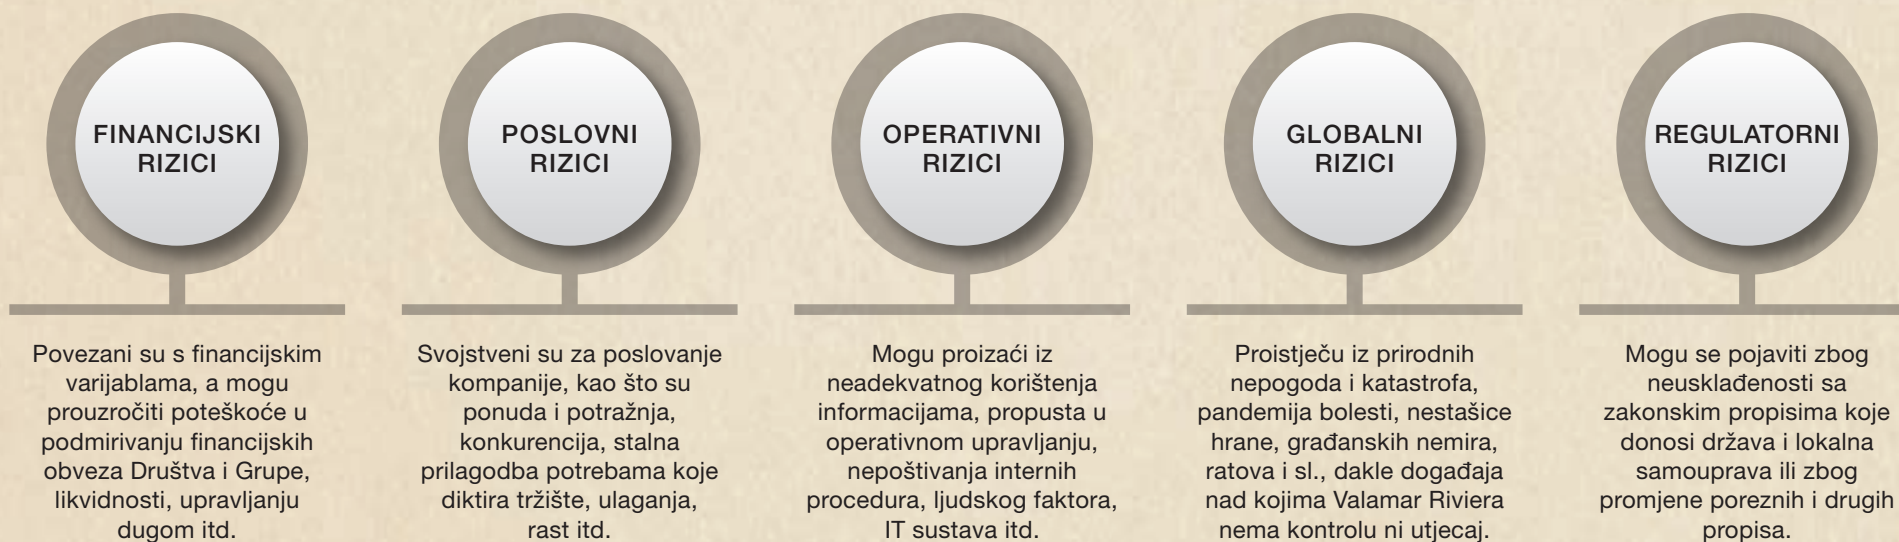 FINANCIJSKI
RIZICI
Povezani su s financijskim
varijablama, a mogu
prouzročiti poteškoće u
podmirivanju financijskih
obveza Društva i Grupe,
likvidnosti, upravljanju
dugom itd.
POSLOVNI
RIZICI
Svojstveni su za poslovanje
kompanije, kao što su
ponuda i potražnja,
konkurencija, stalna
prilagodba potrebama koje
diktira tržište, ulaganja,
rast itd.
OPERATIVNI
RIZICI
Mogu proizaći iz
neadekvatnog korištenja
informacijama, propusta u
operativnom upravljanju,
nepoštivanja internih
procedura, ljudskog faktora,
IT sustava itd.
GLOBALNI
RIZICI
Proistječu iz prirodnih
nepogoda i katastrofa,
pandemija bolesti, nestašice
hrane, građanskih nemira,
ratova i sl., dakle događaja
nad kojima Valamar Riviera
nema kontrolu ni utjecaj.
REGULATORNI
RIZICI
Mogu se pojaviti zbog
neusklađenosti sa
zakonskim propisima koje
donosi država i lokalna
samouprava ili zbog
promjene poreznih i drugih
propisa.